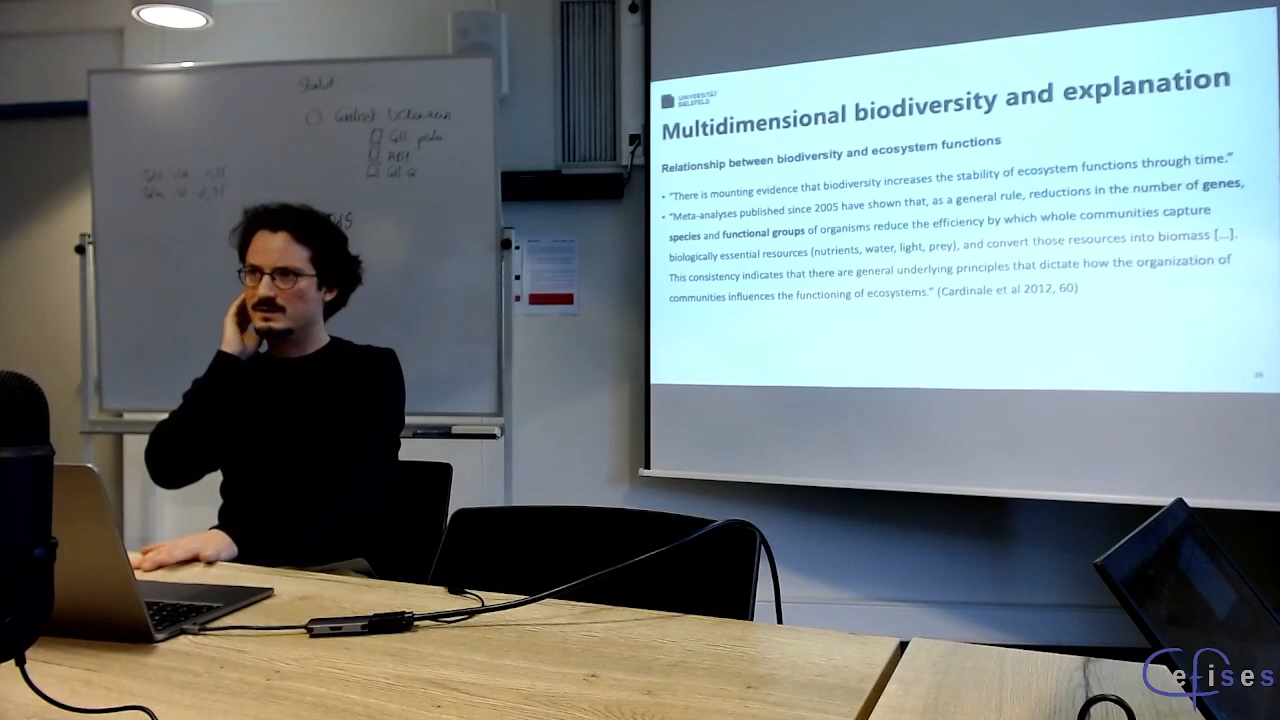 UNIVERSITÄT
BIELEFELD
Multidimensional biodiversity and explanation
Relationship between biodiversity and ecosystem functions
• “There is mounting evidence that biodiversity increases the stability of ecosystem functions through time.”
• “Meta-analyses published since 2005 have shown that, as a general rule, reductions in the number of genes,
species and functional groups of organisms reduce the efficiency by which whole communities capture
biologically essential resources (nutrients, water, light, prey), and convert those resources into biomass [...].
This consistency indicates that there are general underlying principles that dictate how the organization of
communities influences the functioning of ecosystems.” (Cardinale et al 2012, 60)
Cefises